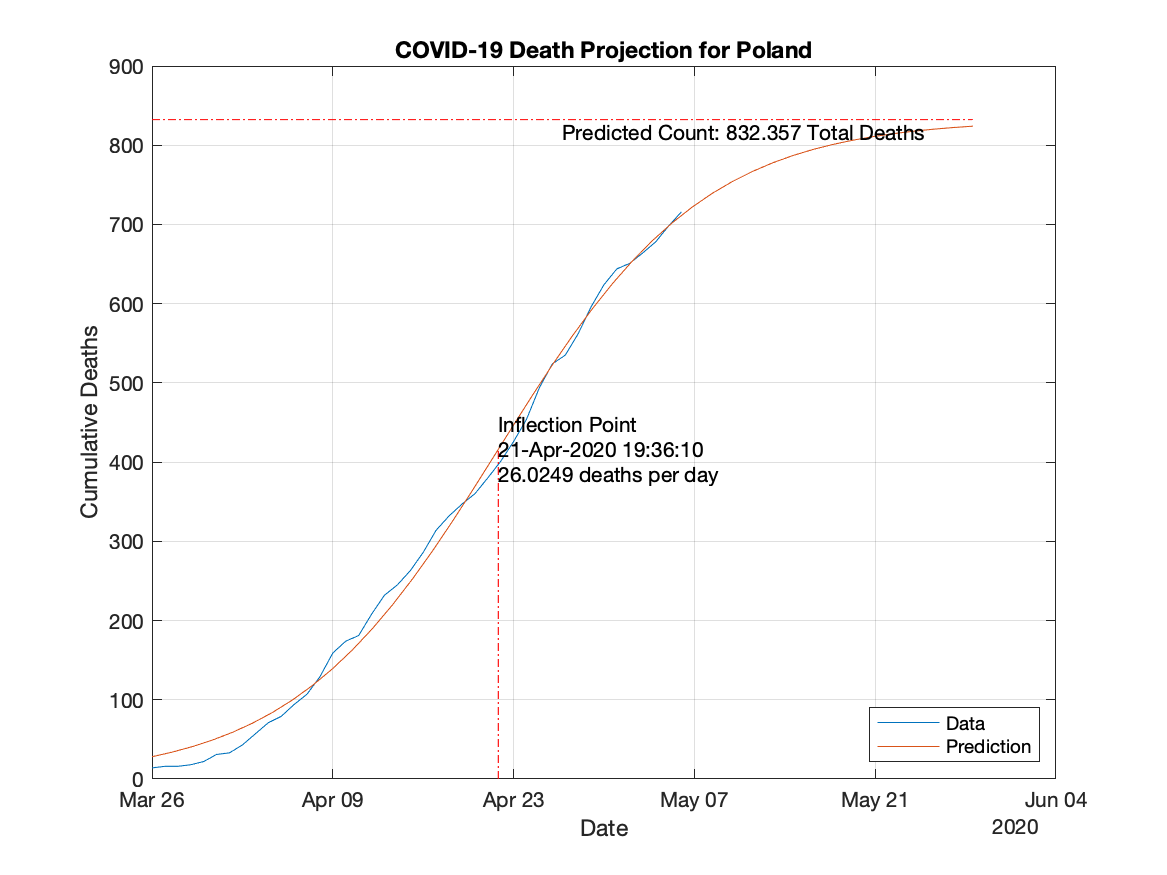 COVID-19 Death Projection for Poland
900
800
700
600
500
400
300
200
100
0
Cumulative Deaths
Predicted Count: 832.357 Total Deaths
Inflection Point
21-Apr-2020 19:36:10
26.0249 deaths per day
Data
Prediction
Mar 26 Apr 09 Apr 23 May 07 May 21 Jun 04
Date
2020